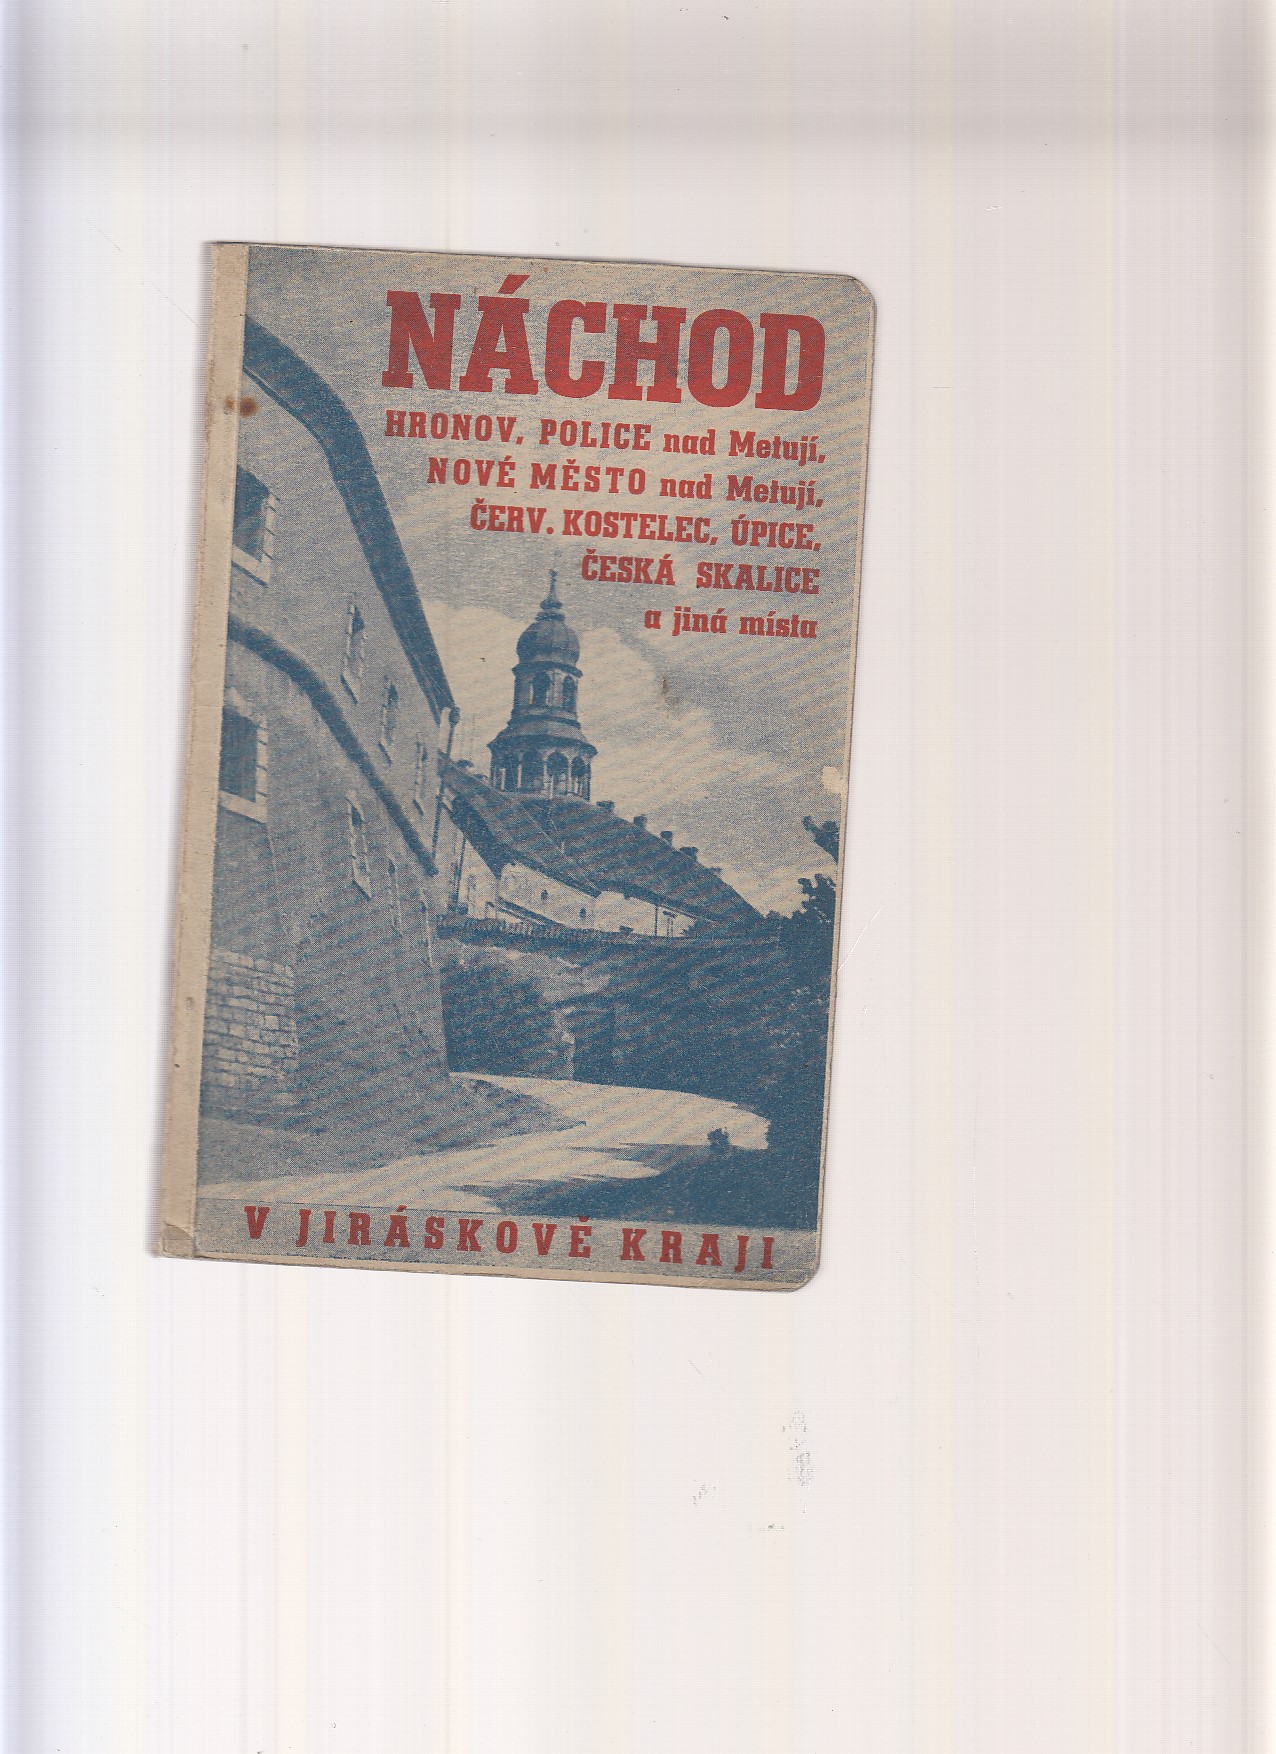 NÁCHOD
HRONOV, POLICE nad Metují,
NOVÉ MĚSTO nad Metují,
ČERV. KOSTELEC, ÚPICE,
ČESKÁ SKALICE
a jiná místa
V JIRÁSKOVĚ KRAJI